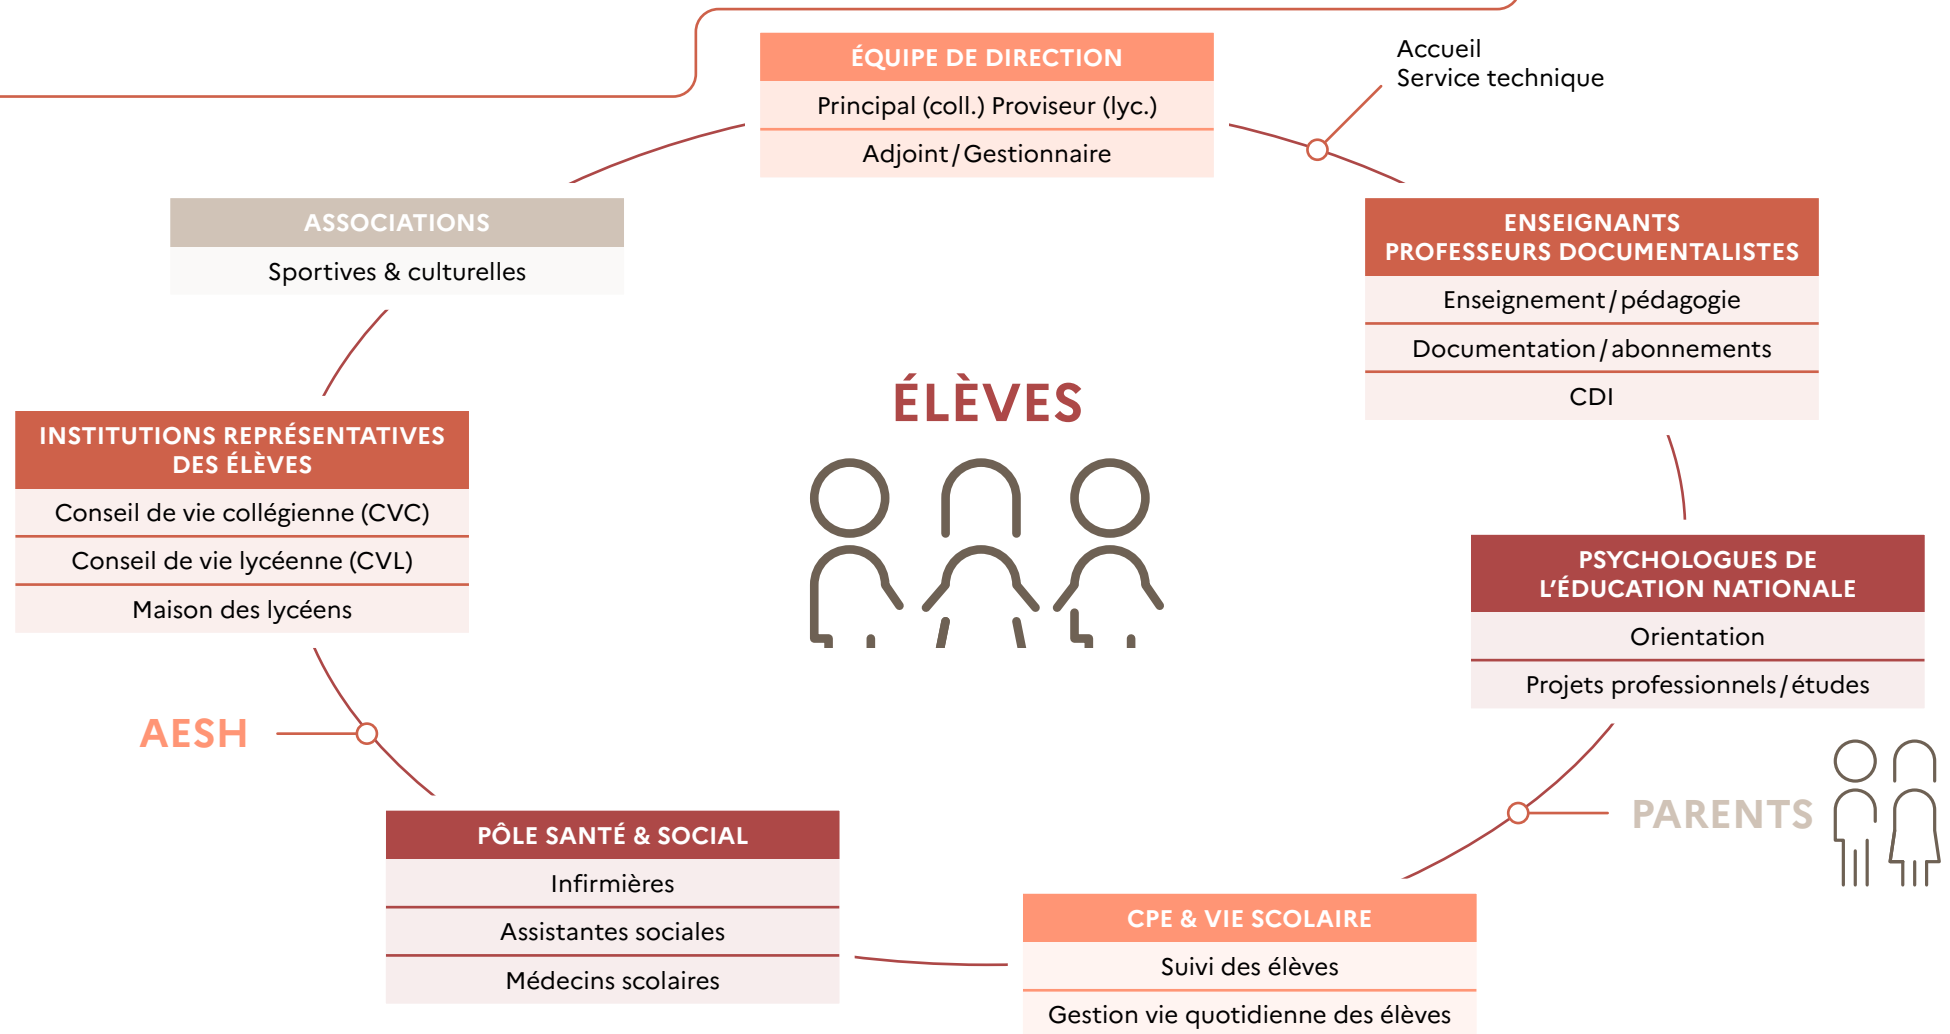 ÉQUIPE DE DIRECTION
Principal (coll.) Proviseur (lyc.)
Adjoint/Gestionnaire
Accueil
Service technique
ASSOCIATIONS
Sportives & culturelles
ENSEIGNANTS
PROFESSEURS DOCUMENTALISTES
Enseignement/pédagogie
Documentation/abonnements
CDI
ÉLÈVES
INSTITUTIONS REPRÉSENTATIVES
DES ÉLÈVES
Conseil de vie collégienne (CVC)
Conseil de vie lycéenne (CVL)
Maison des lycéens
PSYCHOLOGUES DE
L'ÉDUCATION NATIONALE
Orientation
Projets professionnels/études
AESH
PARENTS
PÔLE SANTÉ & SOCIAL
Infirmières
Assistantes sociales
Médecins scolaires
CPE & VIE SCOLAIRE
Suivi des élèves
Gestion vie quotidienne des élèves